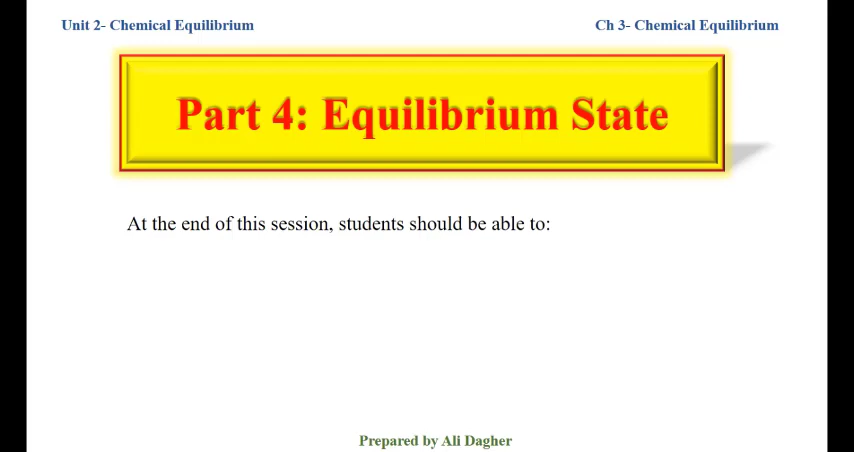 Unit 2- Chemical Equilibrium
Ch 3- Chemical Equilibrium
Part 4: Equilibrium State
At the end of this session, students should be able to:
Prepared by Ali Dagher